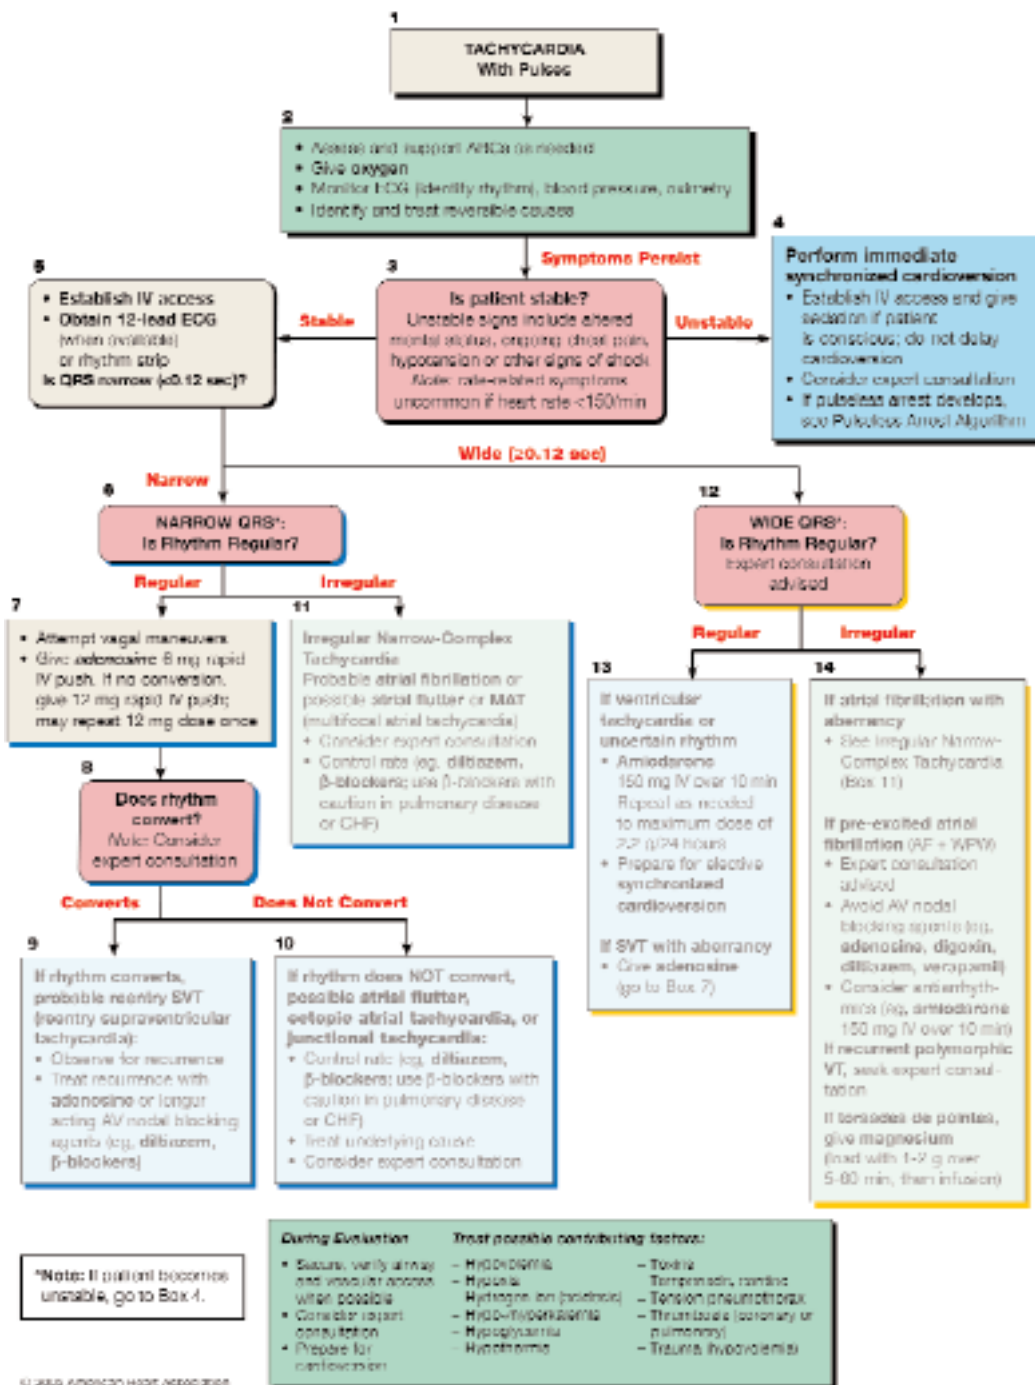 1
TACHYCARDIA
With Pulses
2
• Assess and support ABCs as needed
• Give oxygen
• Monitor ECG (identify rhythm), blood pressure, oximetry
• Identify and treat reversible causes
Symptoms Persist
3
Is patient stable?
Unstable signs include altered
mental status, ongoing chest pain,
hypotension or other signs of shock
Note: rate-related symptoms
uncommon if heart rate <150/min
Stable
Unstable
4
Perform immediate
synchronized cardioversion
• Establish IV access and give
sedation if patient
is conscious; do not delay
cardioversion
• Consider expert consultation
• If pulseless arrest develops,
see Pulseless Arrest Algorithm
5
• Establish IV access
• Obtain 12-lead ECG
(when available)
or rhythm strip
Is QRS narrow (<0.12 sec)?
Narrow
Wide (≥0.12 sec)
6
NARROW QRS*:
Is Rhythm Regular?
Regular
Irregular
7
• Attempt vagal maneuvers
• Give adenosine 6 mg rapid
IV push. If no conversion,
give 12 mg rapid IV push;
may repeat 12 mg dose once
8
Does rhythm
convert?
Note: Consider
expert consultation
Converts
Does Not Convert
9
If rhythm converts,
probable reentry SVT
(reentry supraventricular
tachycardia):
• Observe for recurrence
• Treat recurrence with
adenosine or longer
acting AV nodal blocking
agents (eg, diltiazem,
β-blockers)
10
If rhythm does NOT convert,
possible atrial flutter,
ectopic atrial tachycardia, or
junctional tachycardia:
• Control rate (eg, diltiazem,
β-blockers; use β-blockers with
caution in pulmonary disease
or CHF)
• Treat underlying cause
• Consider expert consultation
11
Irregular Narrow-Complex
Tachycardia
Probable atrial fibrillation or
possible atrial flutter or MAT
(multifocal atrial tachycardia)
• Consider expert consultation
• Control rate (eg, diltiazem,
β-blockers; use β-blockers with
caution in pulmonary disease
or CHF)
12
WIDE QRS*:
Is Rhythm Regular?
Expert consultation
advised
Regular
Irregular
13
If ventricular
tachycardia or
uncertain rhythm
• Amiodarone
150 mg IV over 10 min
Repeat as needed
to maximum dose of
2.2 g/24 hours
• Prepare for elective
synchronized
cardioversion
If SVT with aberrancy
• Give adenosine
(go to Box 7)
14
If atrial fibrillation with
aberrancy
• See Irregular Narrow-
Complex Tachycardia
(Box 11)
If pre-excited atrial
fibrillation (AF + WPW)
• Expert consultation
advised
• Avoid AV nodal
blocking agents (eg,
adenosine, digoxin,
diltiazem, verapamil)
• Consider antiarrhyth-
mics (eg, amiodarone
150 mg IV over 10 min)
If recurrent polymorphic
VT, seek expert consul-
tation
If torsades de pointes,
give magnesium
(load with 1-2 g over
5-60 min, then infusion)
*Note: If patient becomes
unstable, go to Box 4.
During Evaluation
• Secure, verify airway
and vascular access
when possible
• Consider expert
consultation
• Prepare for
cardioversion
Treat possible contributing factors:
– Hypovolemia
– Hypoxia
– Hydrogen ion (acidosis)
– Hypo-/hyperkalemia
– Hypoglycemia
– Hypothermia
– Toxins
– Tamponade, cardiac
– Tension pneumothorax
– Thrombosis (coronary or
pulmonary)
– Trauma (hypovolemia)
American Heart Association